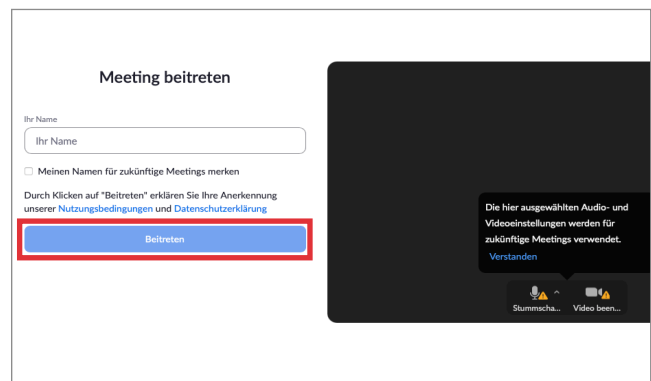 Meeting beitreten
Ihr Name
Ihr Name
Meinen Namen für zukünftige Meetings merken
Durch Klicken auf "Beitreten" erklären Sie Ihre Anerkennung
unserer Nutzungsbedingungen und Datenschutzerklärung
Beitreten
Die hier ausgewählten Audio- und
Videoeinstellungen werden für
zukünftige Meetings verwendet.
Verstanden
Stummscha... Video been...